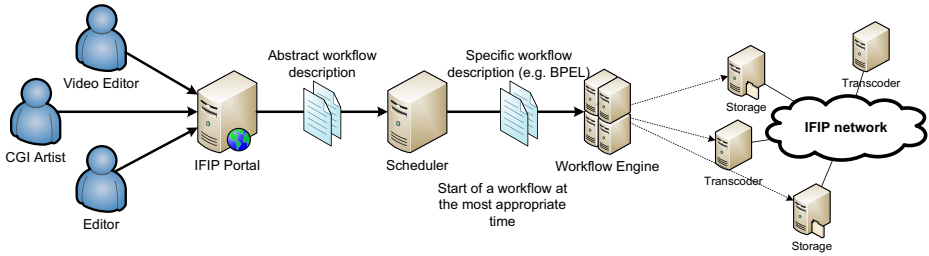 Video Editor
CGI Artist
Editor
IFIP Portal
Abstract workflow
description
Scheduler
Specific workflow
description (e.g. BPEL)
Start of a workflow at
the most appropriate
time
Workflow Engine
Storage
Transcoder
Transcoder
IFIP network
Storage